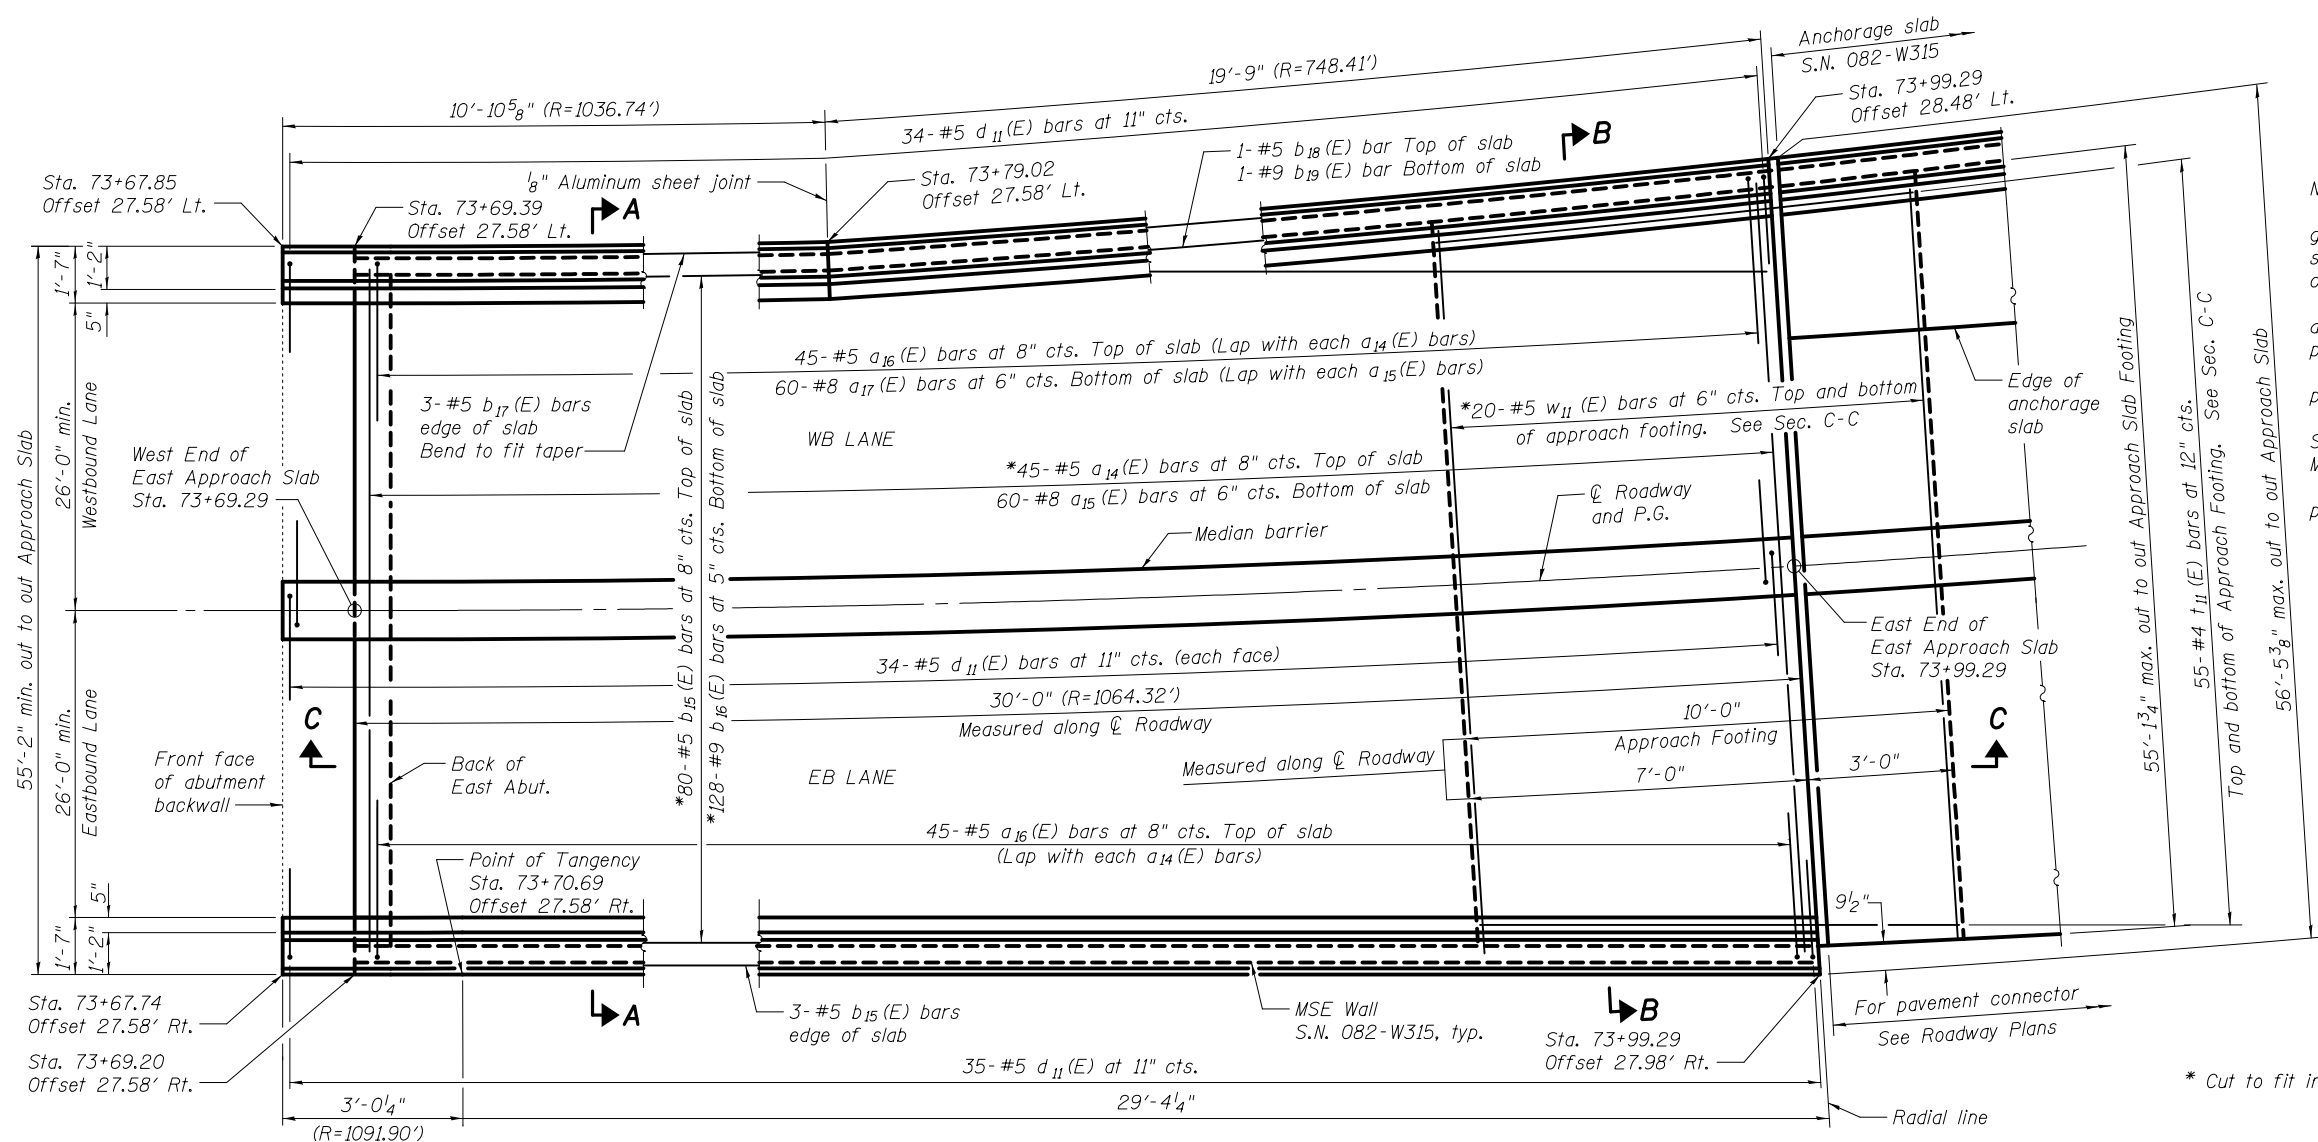 Anchorage slab
S.N. 082-W315
19'-9" (R=748.41')
Sta. 73+99.29
Offset 28.48' Lt.
10'-10 5/8" (R=1036.74')
34-#5 d11(E) bars at 11" cts.
B
1-#5 b18(E) bar Top of slab
1-#9 b19(E) bar Bottom of slab
Sta. 73+67.85
Offset 27.58' Lt.
1/8" Aluminum sheet joint
Sta. 73+79.02
Offset 27.58' Lt.
Sta. 73+69.39
Offset 27.58' Lt.
A
1'-7"
1'-2"
5"
45-#5 a16(E) bars at 8" cts. Top of slab (Lap with each a14(E) bars)
60-#8 a17(E) bars at 6" cts. Bottom of slab (Lap with each a15(E) bars)
3-#5 b17(E) bars
edge of slab
Bend to fit taper
WB LANE
*20-#5 w11(E) bars at 6" cts. Top and bottom
of approach footing. See Sec. C-C
Edge of
anchorage
slab
West End of
East Approach Slab
Sta. 73+69.29
*45-#5 a14(E) bars at 8" cts. Top of slab
60-#8 a15(E) bars at 6" cts. Bottom of slab
℄ Roadway
and P.G.
Median barrier
55'-2" min. out to out Approach Slab
26'-0" min.
Westbound Lane
26'-0" min.
Eastbound Lane
*80-#5 b15(E) bars at 8" cts. Top of slab
*128-#9 b16(E) bars at 5" cts. Bottom of slab
55'-1 3/4" max. out to out Approach Slab Footing
55-#4 t11(E) bars at 12" cts.
Top and bottom of Approach Footing. See Sec. C-C
56'-5 3/8" max. out to out Approach Slab
East End of
East Approach Slab
Sta. 73+99.29
34-#5 d11(E) bars at 11" cts. (each face)
30'-0" (R=1064.32')
Measured along ℄ Roadway
10'-0"
Approach Footing
C
C
Front face
of abutment
backwall
Back of
East Abut.
EB LANE
Measured along ℄ Roadway
7'-0"
3'-0"
45-#5 a16(E) bars at 8" cts. Top of slab
(Lap with each a14(E) bars)
Point of Tangency
Sta. 73+70.69
Offset 27.58' Rt.
5"
1'-7"
1'-2"
9 1/2"
Sta. 73+67.74
Offset 27.58' Rt.
A
3-#5 b15(E) bars
edge of slab
MSE Wall
S.N. 082-W315, typ.
B
Sta. 73+99.29
Offset 27.98' Rt.
For pavement connector
See Roadway Plans
Sta. 73+69.20
Offset 27.58' Rt.
35-#5 d11(E) at 11" cts.
* Cut to fit
3'-0 1/4"
(R=1091.90')
29'-4 1/4"
Radial line